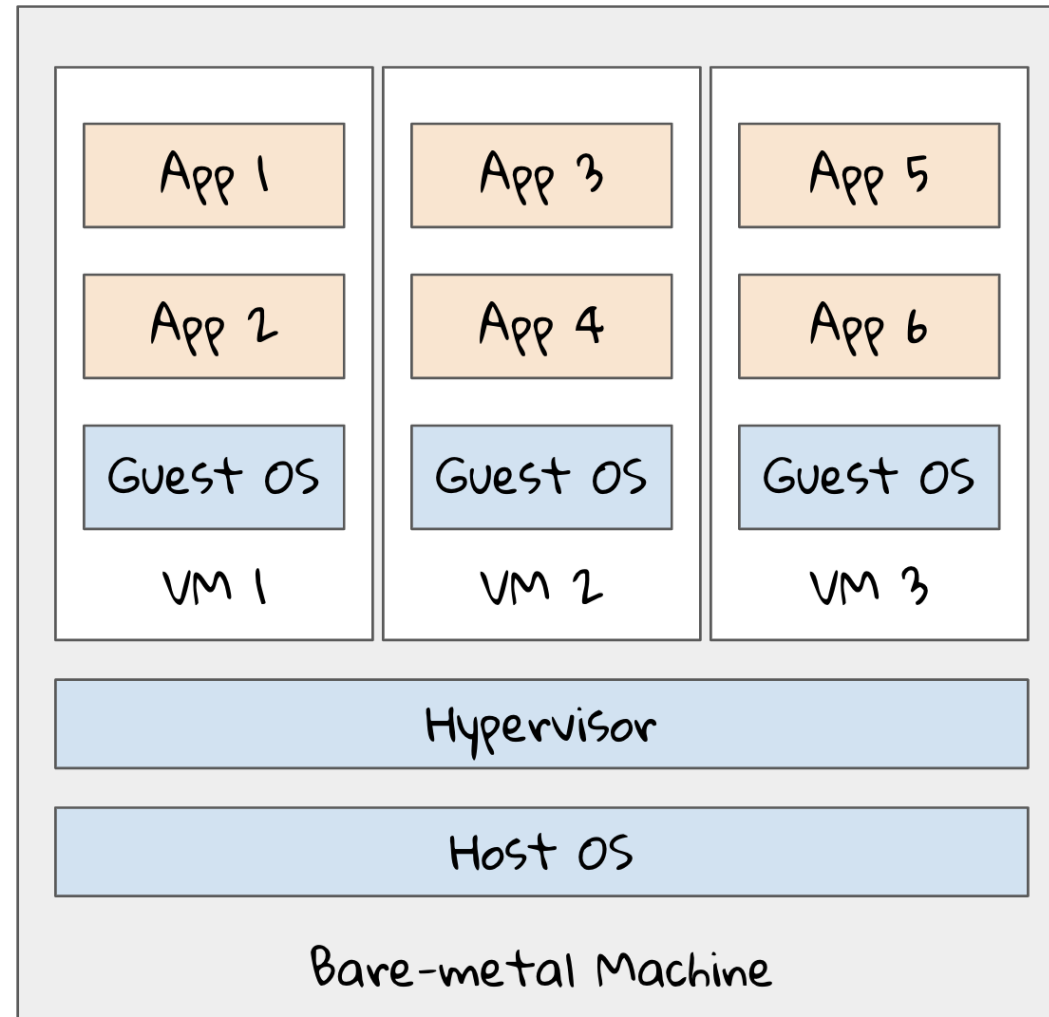 App 1
App 2
Guest OS
VM 1
App 3
App 4
Guest OS
VM 2
App 5
App 6
Guest OS
VM 3
Hypervisor
Host OS
Bare-metal Machine